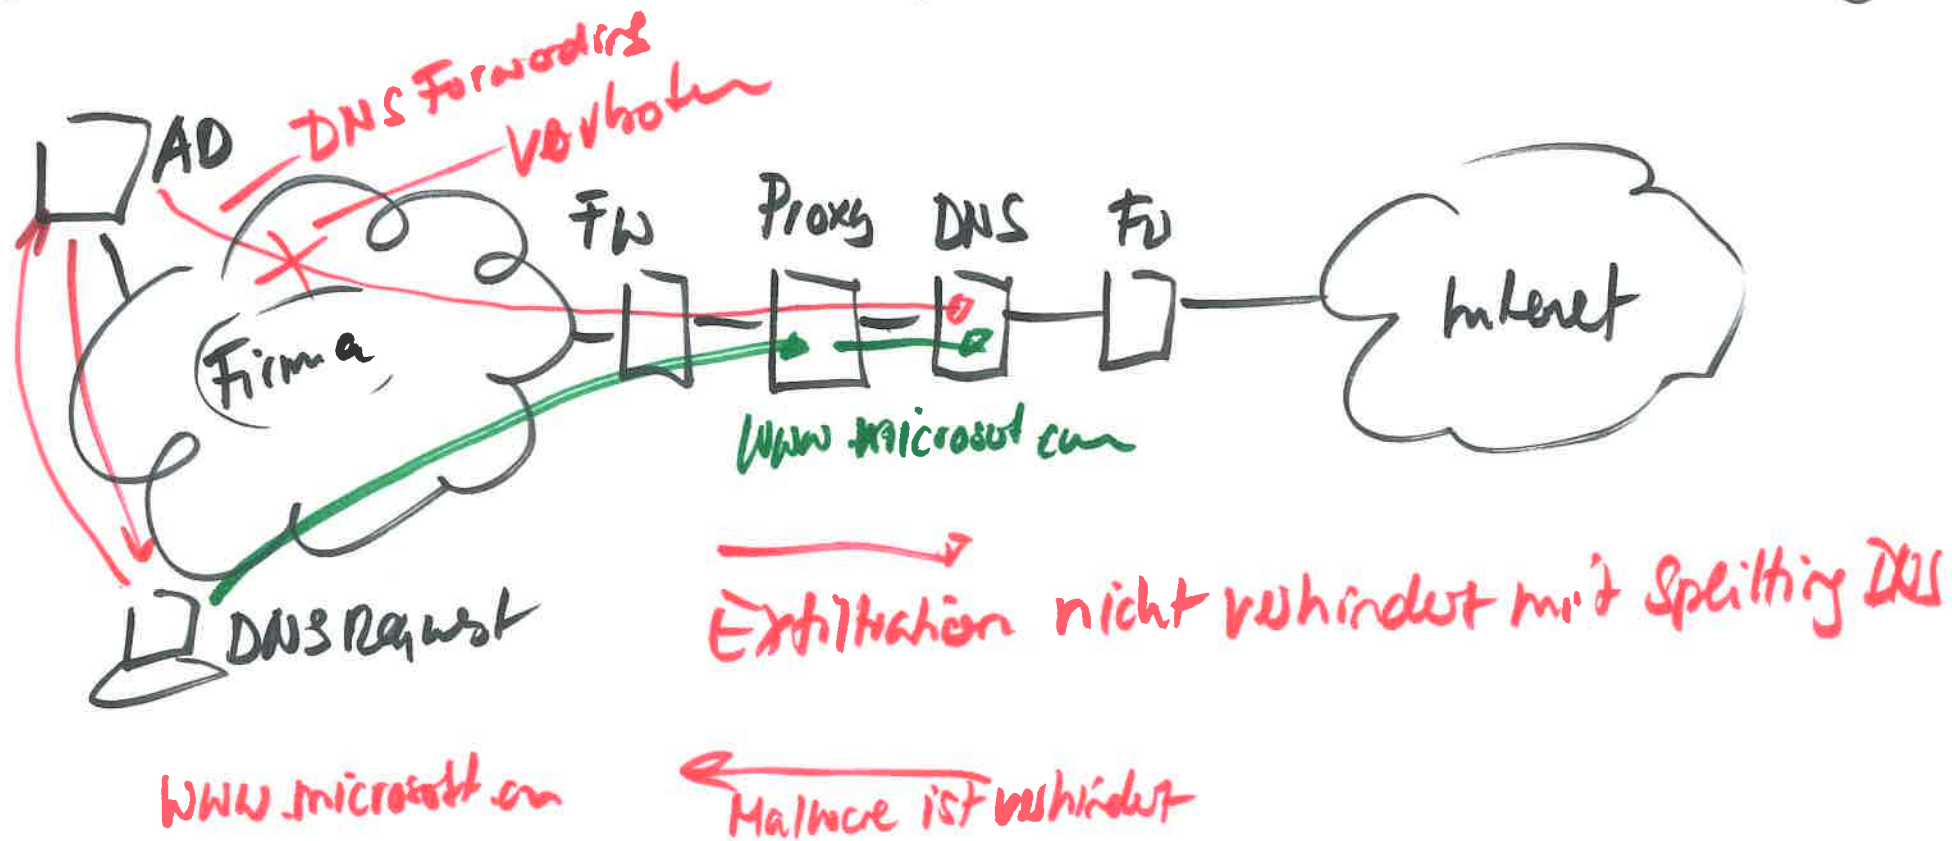 DNS Forwarding
verboten
AD
FW
Proxy
DNS
FW
Firma
Internet
www.microsoft.com
DNS Request
Exfiltration nicht verhindert mit Splitting DNS
www.microsoft.com
Malware ist verhindert